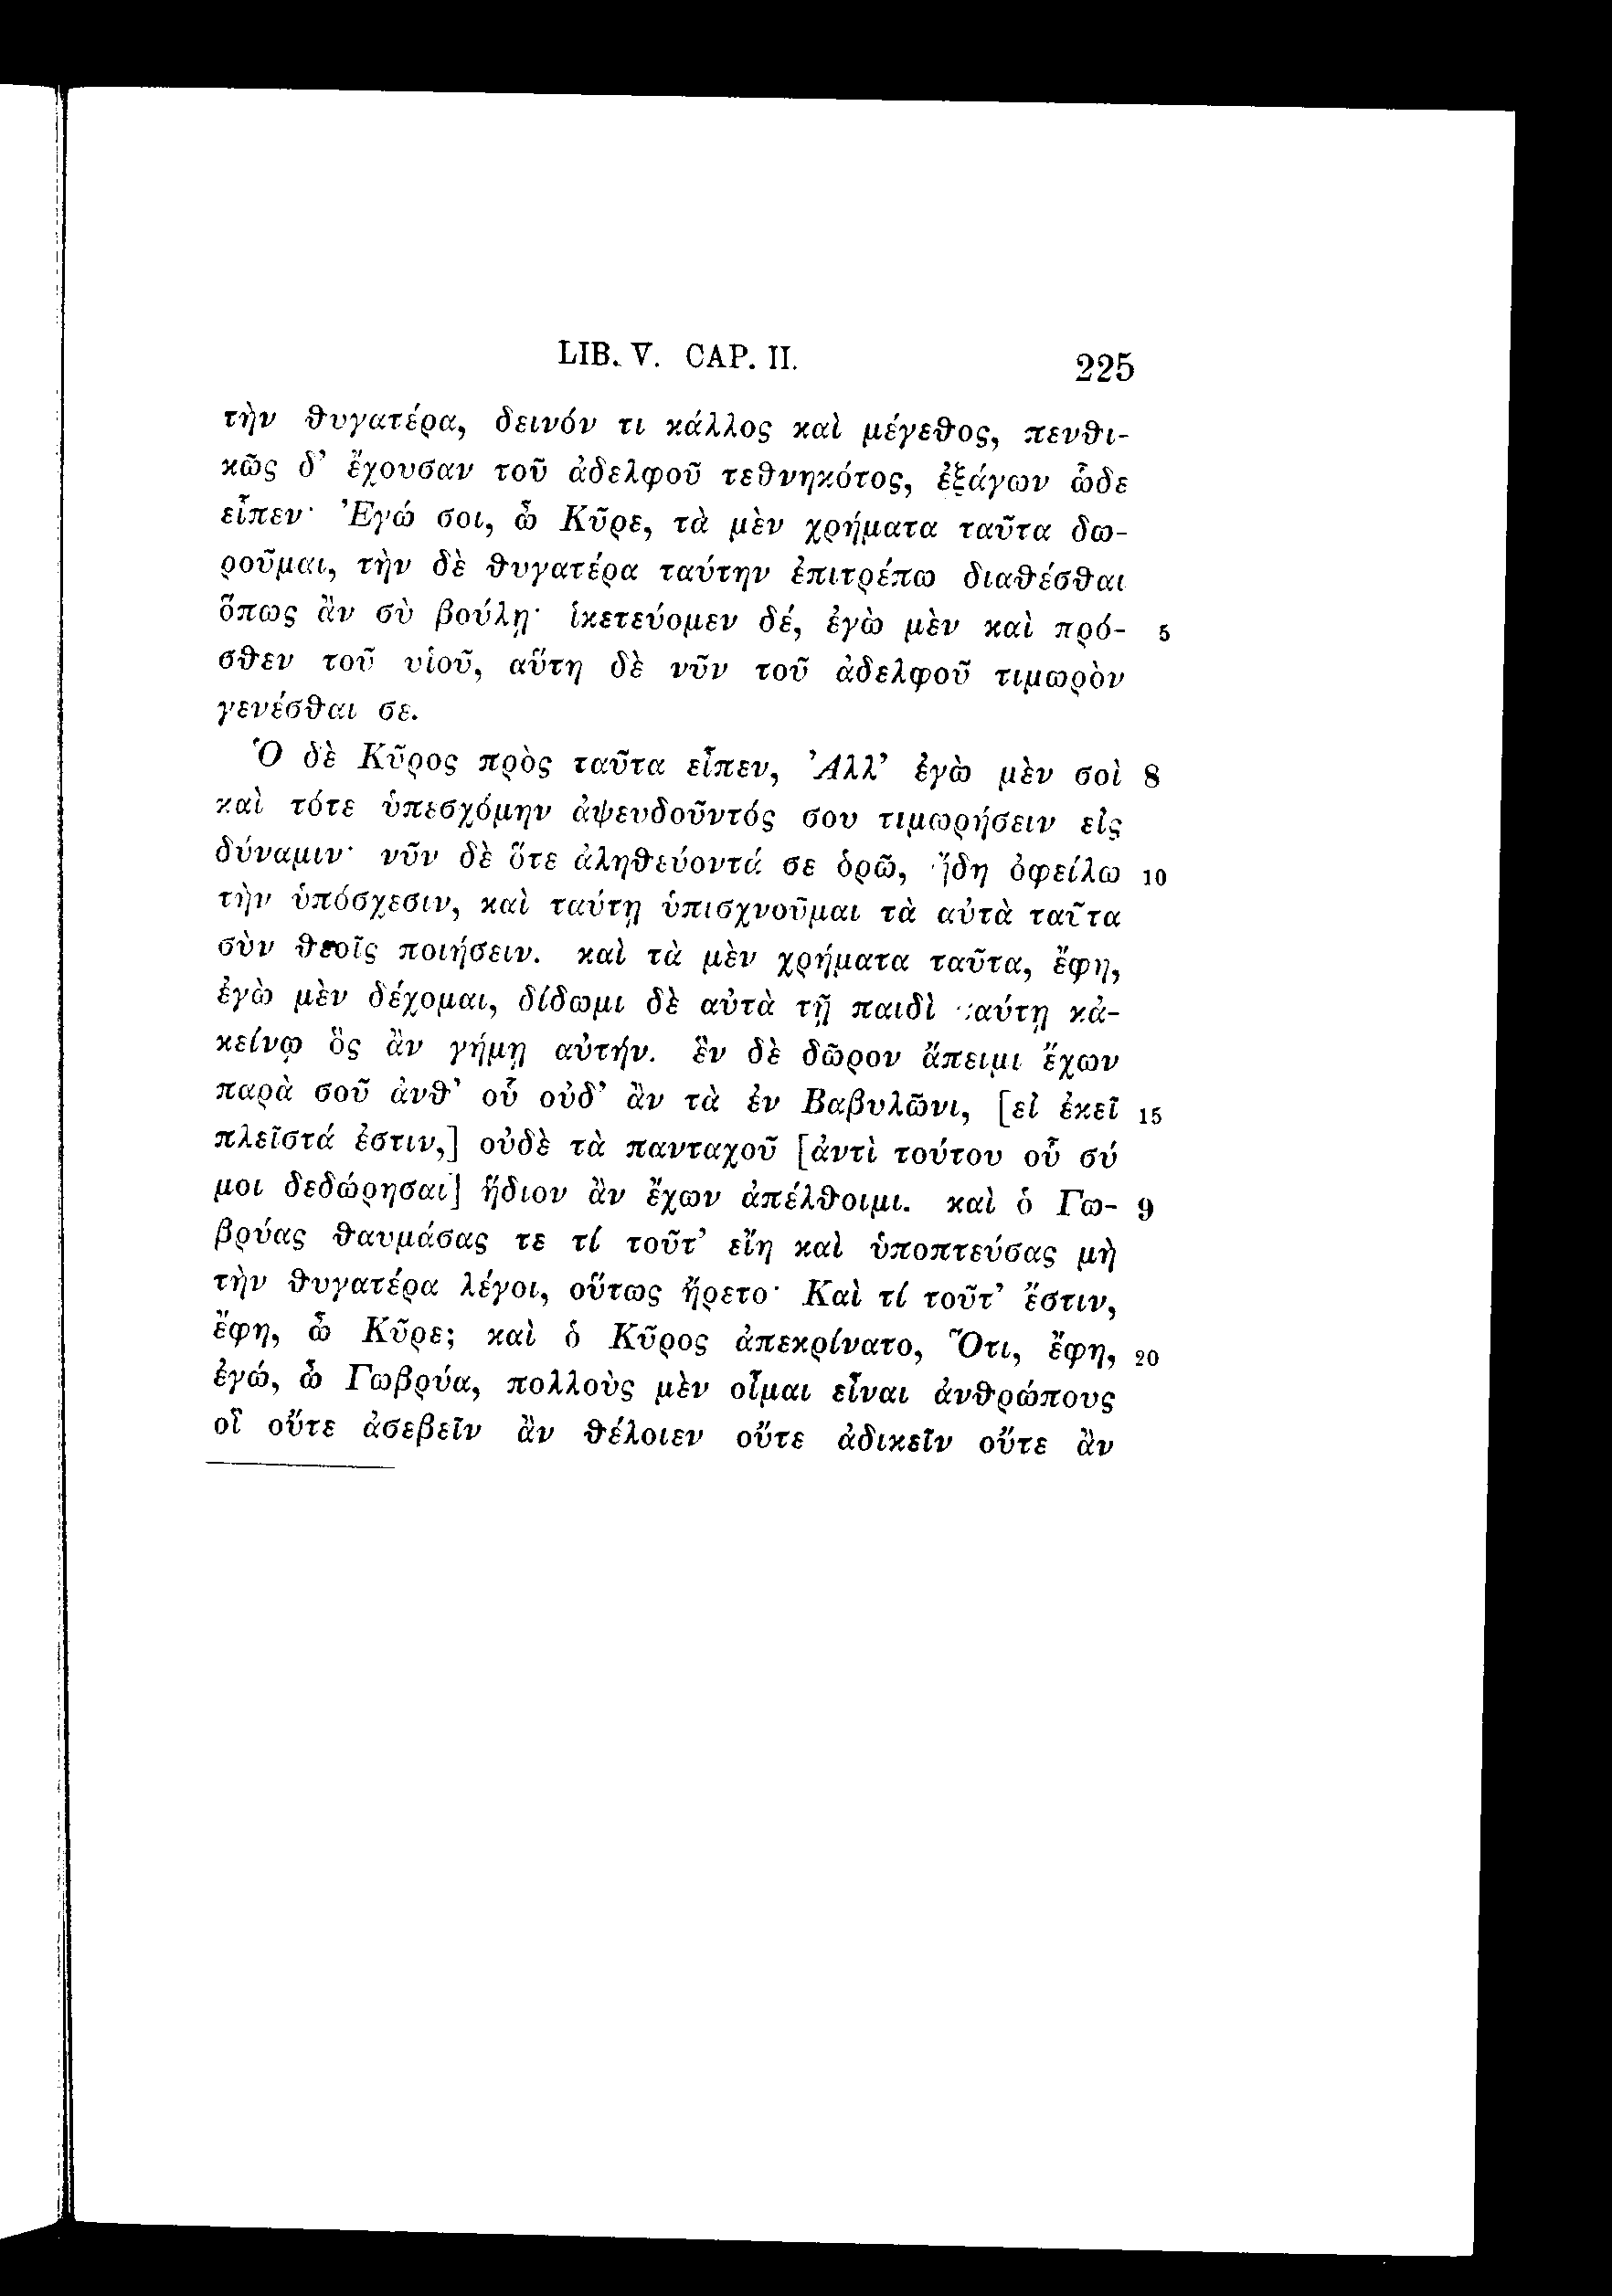 LIB. V. CAP. II. 225
τὴν θυγατέρα, δεινόν τι κάλλος καὶ μέγεθος, πενθι-
κῶς δ’ ἔχουσαν τοῦ ἀδελφοῦ τεθνηκότος, ἐξάγων ὧδε
εἶπεν· Ἐγώ σοι, ὦ Κῦρε, τὰ μὲν χρήματα ταῦτα δω-
ροῦμαι, τὴν δὲ θυγατέρα ταύτην ἐπιτρέπω διαθέσθαι
ὅπως ἂν σὺ βούλῃ· ἱκετεύομεν δέ, ἐγὼ μὲν καὶ πρό- 5
σθεν τοῦ υἱοῦ, αὕτη δὲ νῦν τοῦ ἀδελφοῦ τιμωρὸν
γενέσθαι σε.
Ὁ δὲ Κῦρος πρὸς ταῦτα εἶπεν, Ἀλλ’ ἐγὼ μὲν σοὶ 8
καὶ τότε ὑπεσχόμην ἀψευδοῦντός σου τιμωρήσειν εἰς
δύναμιν· νῦν δὲ ὅτε ἀληθεύοντά σε ὁρῶ, ἤδη ὀφείλω 10
τὴν ὑπόσχεσιν, καὶ ταύτῃ ὑπισχνοῦμαι τὰ αὐτὰ ταῦτα
σὺν θεοῖς ποιήσειν. καὶ τὰ μὲν χρήματα ταῦτα, ἔφη,
ἐγὼ μὲν δέχομαι, δίδωμι δὲ αὐτὰ τῇ παιδὶ ταύτῃ κἀ-
κείνῳ ὃς ἂν γήμῃ αὐτήν. ἓν δὲ δῶρον ἄπειμι ἔχων
παρὰ σοῦ ἀνθ’ οὗ οὐδ’ ἂν τὰ ἐν Βαβυλῶνι, [εἰ ἐκεῖ 15
πλεῖστά ἐστιν,] οὐδὲ τὰ πανταχοῦ [ἀντὶ τούτου οὗ σύ
μοι δεδώρησαι] ἥδιον ἂν ἔχων ἀπέλθοιμι. καὶ ὁ Γω- 9
βρύας θαυμάσας τε τί τοῦτ’ εἴη καὶ ὑποπτεύσας μὴ
τὴν θυγατέρα λέγοι, οὕτως ἤρετο· Καὶ τί τοῦτ’ ἔστιν,
ἔφη, ὦ Κῦρε; καὶ ὁ Κῦρος ἀπεκρίνατο, Ὅτι, ἔφη, 20
ἐγώ, ὦ Γωβρύα, πολλοὺς μὲν οἶμαι εἶναι ἀνθρώπους
οἳ οὔτε ἀσεβεῖν ἂν θέλοιεν οὔτε ἀδικεῖν οὔτε ἂν